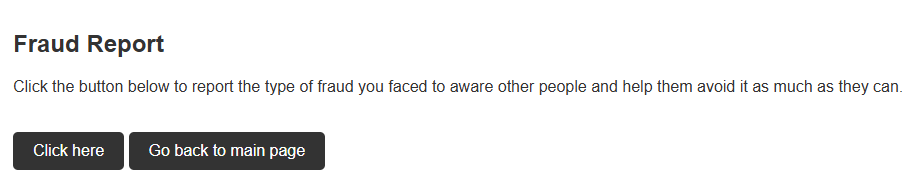 Fraud Report
Click the button below to report the type of fraud you faced to aware other people and help them avoid it as much as they can.
Click here
Go back to main page